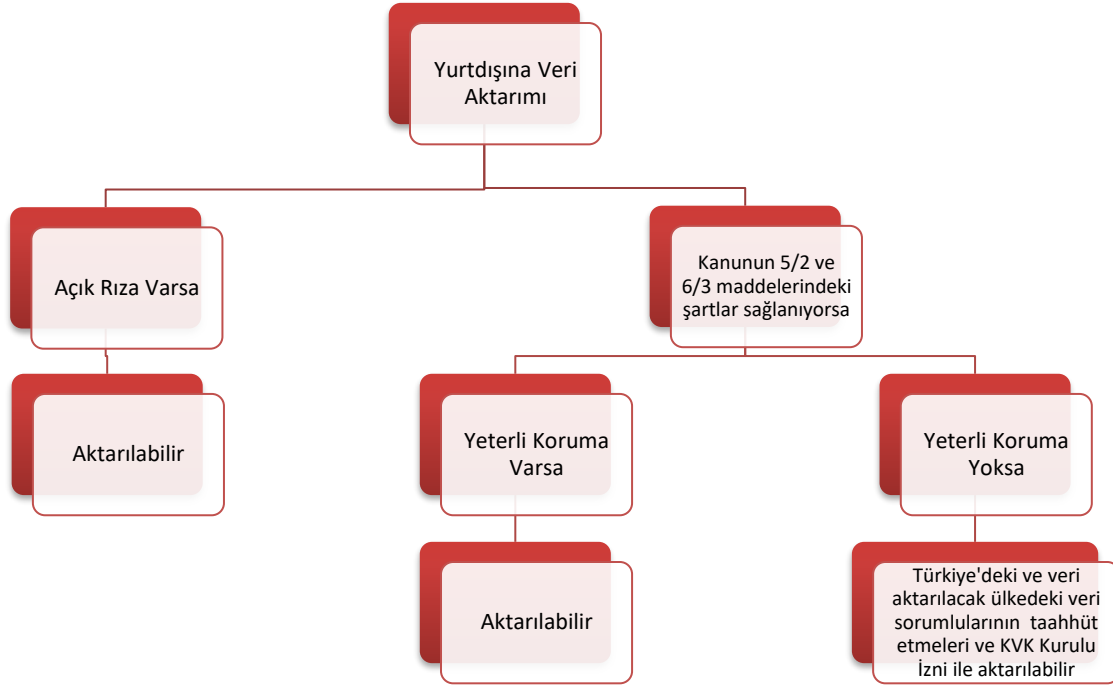 Yurtdışına Veri
Aktarımı
Açık Rıza Varsa
Kanunun 5/2 ve
6/3 maddelerindeki
şartlar sağlanıyorsa
Aktarılabilir
Yeterli Koruma
Varsa
Yeterli Koruma
Yoksa
Aktarılabilir
Türkiye'deki ve veri
aktarılacak ülkedeki veri
sorumlularının taahhüt
etmeleri ve KVK Kurulu
İzni ile aktarılabilir